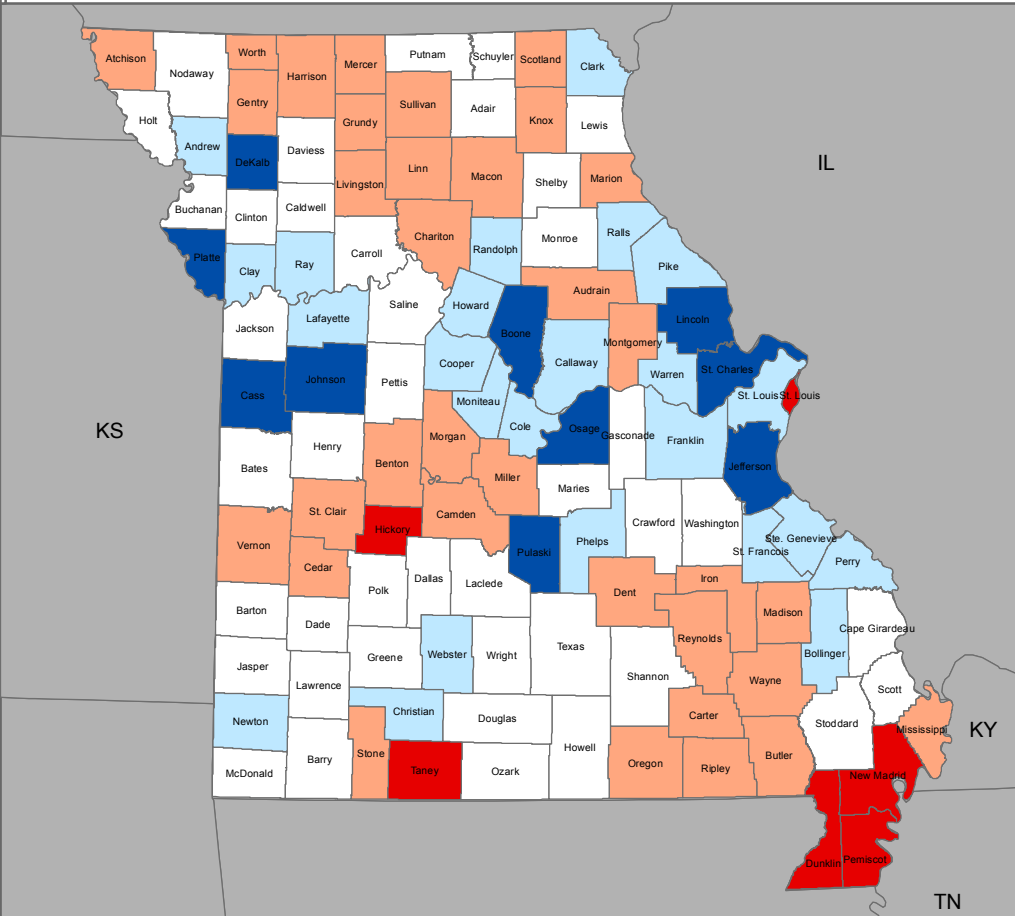 Atchison
Nodaway
Worth
Harrison
Mercer
Putnam
Schuyler
Scotland
Clark
Holt
Gentry
Grundy
Sullivan
Adair
Knox
Lewis
Andrew
DeKalb
Daviess
Livingston
Linn
Macon
Shelby
Marion
IL
Buchanan
Clinton
Caldwell
Chariton
Randolph
Monroe
Ralls
Platte
Clay
Ray
Carroll
Pike
Audrain
Jackson
Lafayette
Saline
Howard
Boone
Lincoln
Callaway
Montgomery
Cass
Johnson
Pettis
Cooper
Warren
St. Charles
Moniteau
St. Louis
St. Louis
KS
Cole
Osage
Gasconade
Franklin
Bates
Henry
Benton
Morgan
Miller
Jefferson
Maries
St. Clair
Hickory
Camden
Pulaski
Phelps
Crawford
Washington
St. Francois
Ste. Genevieve
Vernon
Cedar
Perry
Polk
Dallas
Laclede
Dent
Iron
Barton
Dade
Madison
Reynolds
Cape Girardeau
Jasper
Greene
Webster
Wright
Texas
Bollinger
Lawrence
Shannon
Wayne
Scott
Newton
Christian
Douglas
Carter
Stoddard
Mississippi
KY
McDonald
Barry
Stone
Taney
Ozark
Howell
Oregon
Ripley
Butler
New Madrid
Dunklin
Pemiscot
TN